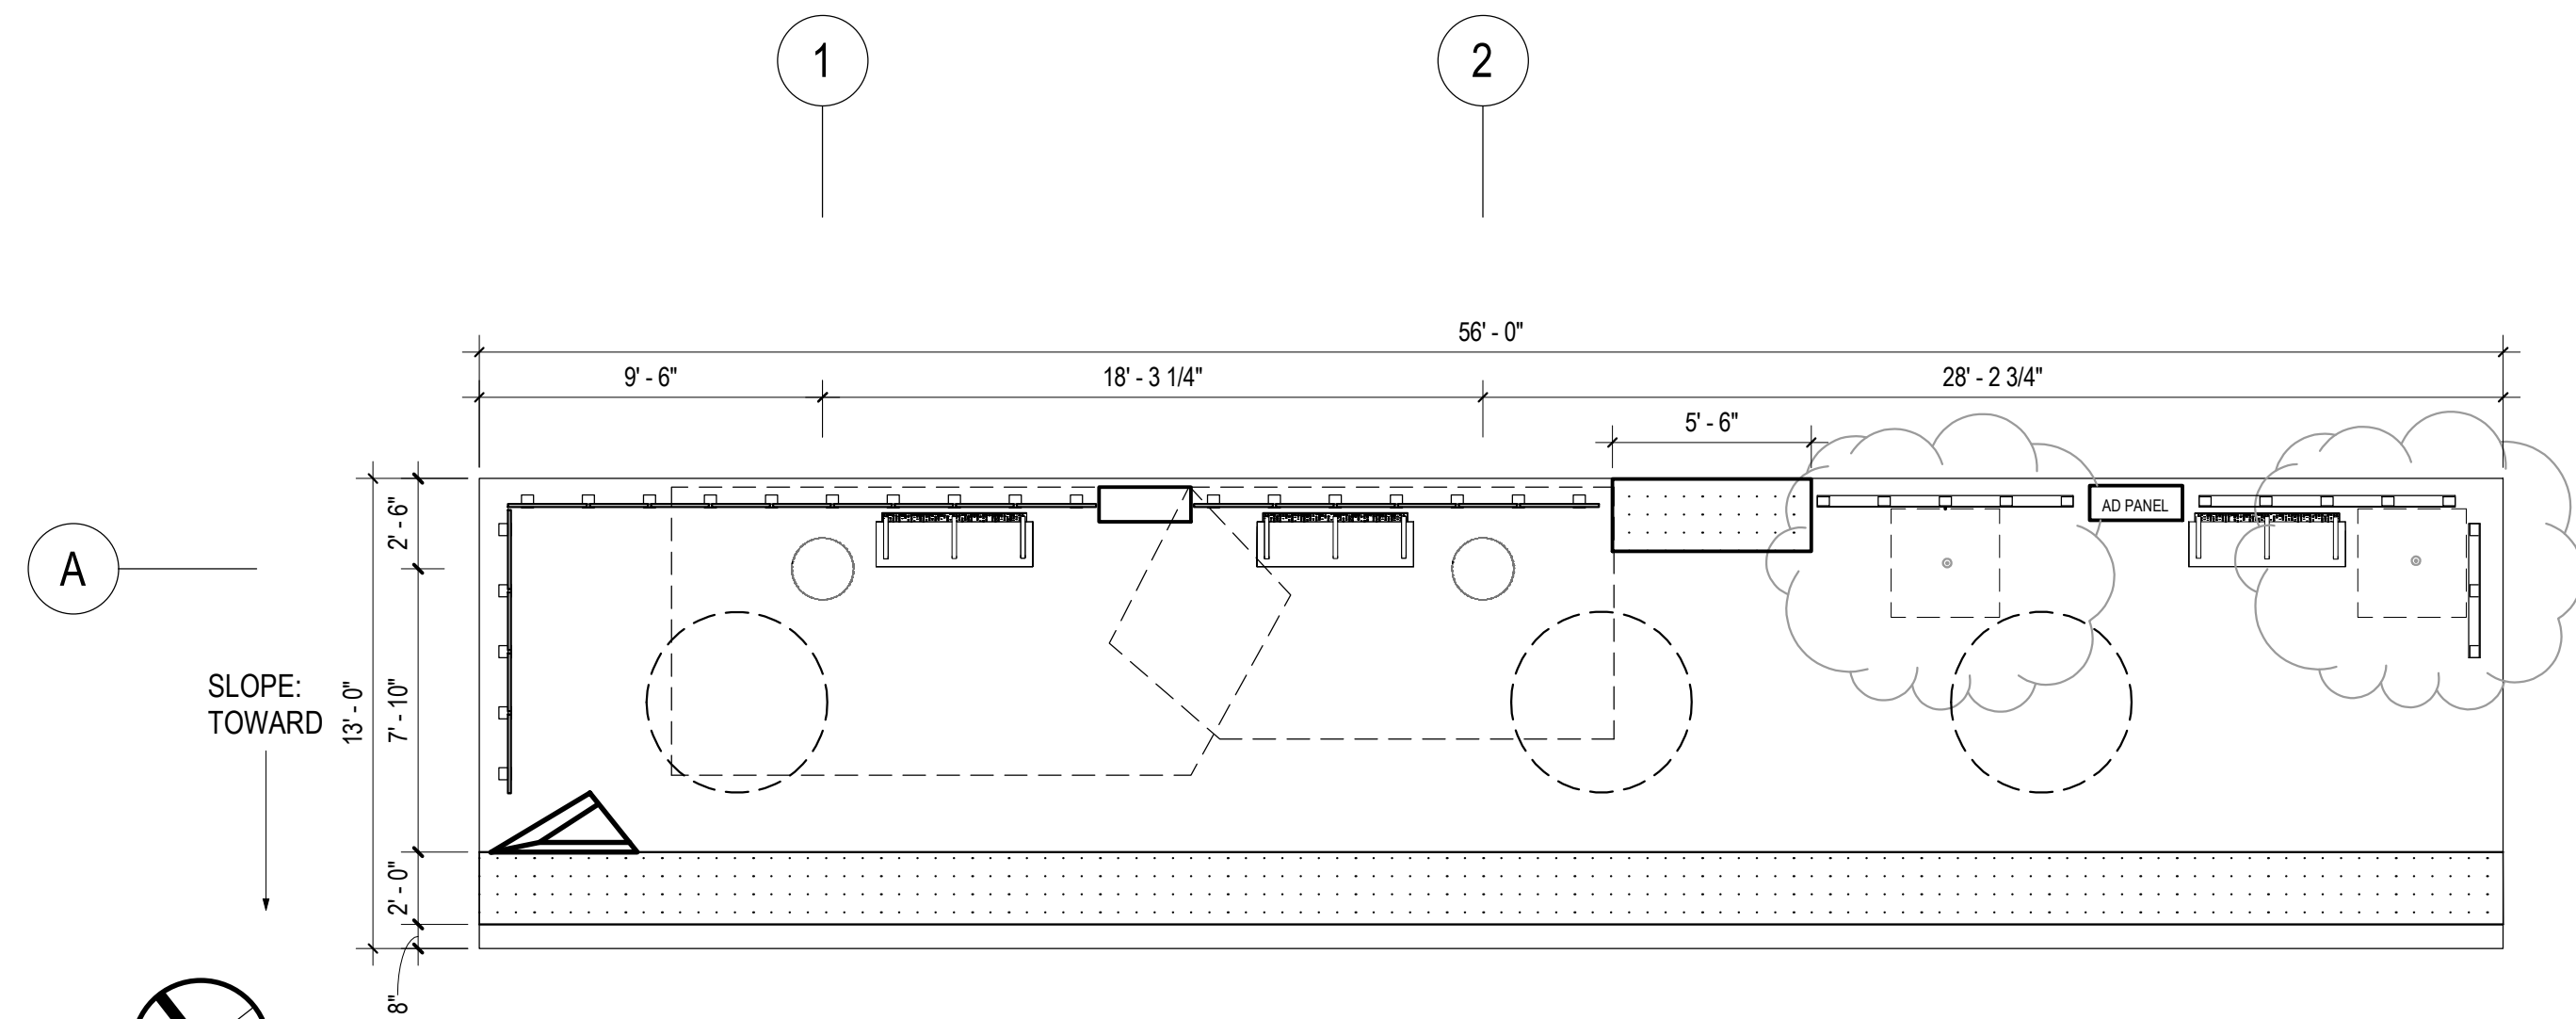 1
2
56' - 0"
9' - 6"
18' - 3 1/4"
28' - 2 3/4"
5' - 6"
A
2' - 6"
AD PANEL
SLOPE:
TOWARD
13' - 0"
7' - 10"
2' - 0"
8"